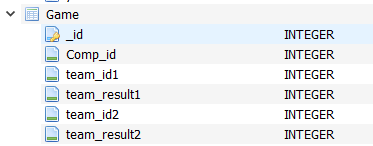 Game
_id INTEGER
Comp_id INTEGER
team_id1 INTEGER
team_result1 INTEGER
team_id2 INTEGER
team_result2 INTEGER